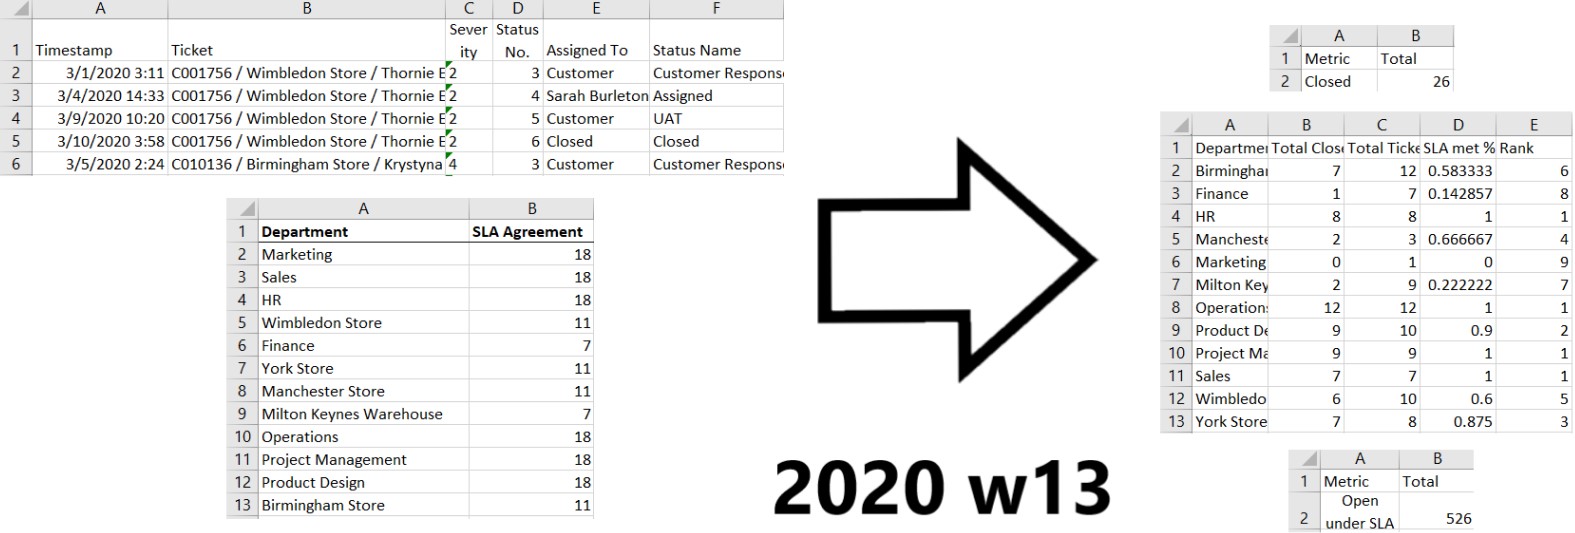 A B C D E F
Sever Status
1 Timestamp Ticket ity No. Assigned To Status Name
2 3/1/2020 3:11 C001756 / Wimbledon Store / Thornie E 2 3 Customer Customer Respons
3 3/4/2020 14:33 C001756 / Wimbledon Store / Thornie E 2 4 Sarah Burleton Assigned
4 3/9/2020 10:20 C001756 / Wimbledon Store / Thornie E 2 5 Customer UAT
5 3/10/2020 3:58 C001756 / Wimbledon Store / Thornie E 2 6 Closed Closed
6 3/5/2020 2:24 C010136 / Birmingham Store / Krystyna 4 3 Customer Customer Respons
A B
1 Department SLA Agreement
2 Marketing 18
3 Sales 18
4 HR 18
5 Wimbledon Store 11
6 Finance 7
7 York Store 11
8 Manchester Store 11
9 Milton Keynes Warehouse 7
10 Operations 18
11 Project Management 18
12 Product Design 18
13 Birmingham Store 11
2020 w13
A B
1 Metric Total
2 Closed 26
A B C D E
1 Departmen Total Close Total Ticke SLA met % Rank
2 Birmingha 7 12 0.583333 6
3 Finance 1 7 0.142857 8
4 HR 8 8 1 1
5 Mancheste 2 3 0.666667 4
6 Marketing 0 1 0 9
7 Milton Key 2 9 0.222222 7
8 Operations 12 12 1 1
9 Product De 9 10 0.9 2
10 Project Ma 9 9 1 1
11 Sales 7 7 1 1
12 Wimbledo 6 10 0.6 5
13 York Store 7 8 0.875 3
A B
1 Metric Total
Open
2 under SLA 526